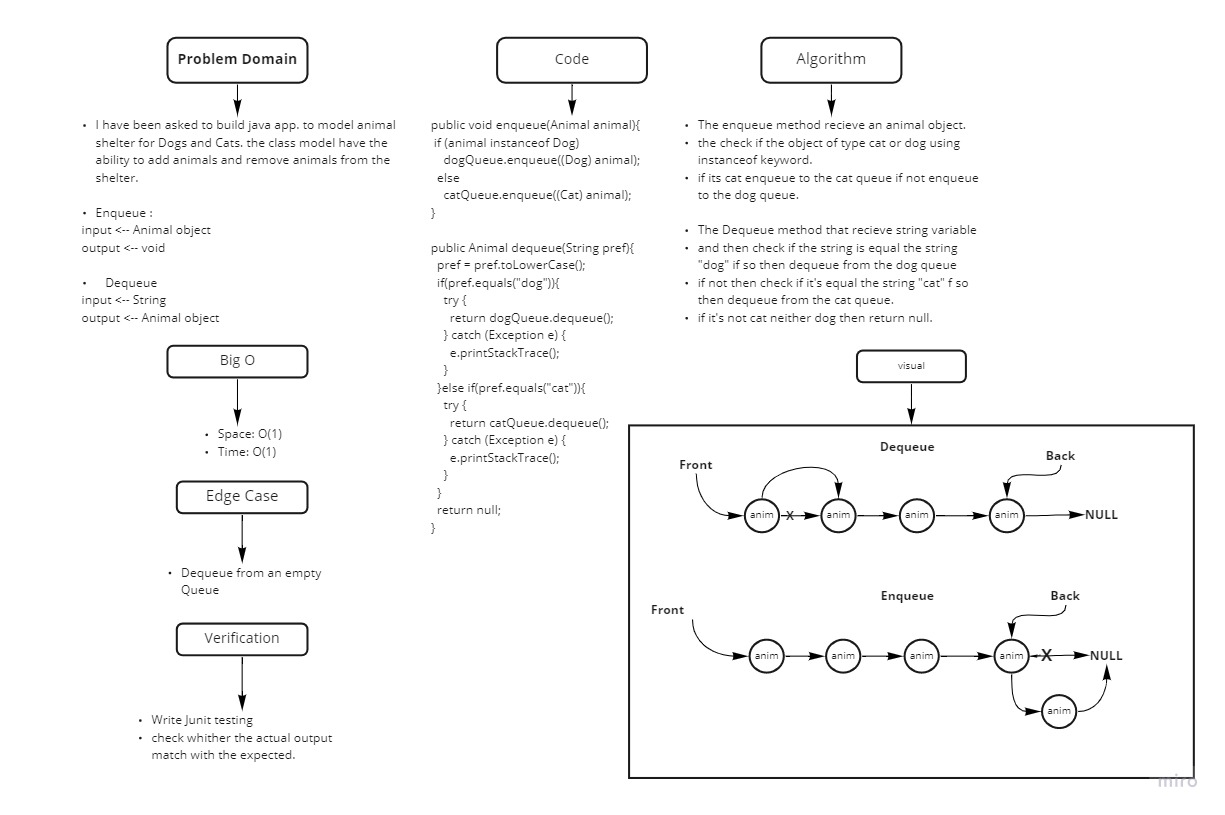 Problem Domain
• I have been asked to build java app. to model animal
shelter for Dogs and Cats. the class model have the
ability to add animals and remove animals from the
shelter.
• Enqueue :
input <-- Animal object
output <-- void
• Dequeue
input <-- String
output <-- Animal object
Big O
• Space: O(1)
• Time: O(1)
Edge Case
• Dequeue from an empty
Queue
Verification
• Write Junit testing
• check whither the actual output
match with the expected.
Code
public void enqueue(Animal animal){
if (animal instanceof Dog)
dogQueue.enqueue((Dog) animal);
else
catQueue.enqueue((Cat) animal);
}
public Animal dequeue(String pref){
pref = pref.toLowerCase();
if(pref.equals("dog")){
try {
return dogQueue.dequeue();
} catch (Exception e) {
e.printStackTrace();
}
}else if(pref.equals("cat")){
try {
return catQueue.dequeue();
} catch (Exception e) {
e.printStackTrace();
}
}
return null;
}
Algorithm
• The enqueue method recieve an animal object.
• the check if the object of type cat or dog using
instanceof keyword.
• if its cat enqueue to the cat queue if not enqueue
to the dog queue.
• The Dequeue method that recieve string variable
• and then check if the string is equal the string
"dog" if so then dequeue from the dog queue
• if not then check if it's equal the string "cat" f so
then dequeue from the cat queue.
• if it's not cat neither dog then return null.
visual
Dequeue
Front
Back
anim X anim anim anim NULL
Enqueue
Front
Back
anim anim anim anim X NULL
anim
miro